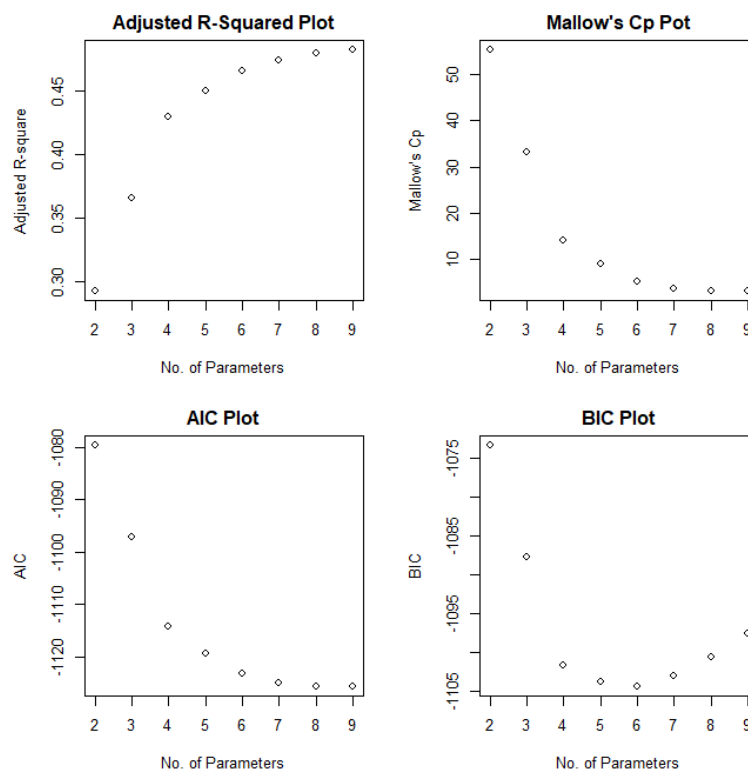 Adjusted R-Squared Plot
Adjusted R-square
0.45
0.40
0.35
0.30
2 3 4 5 6 7 8 9
No. of Parameters
Mallow's Cp Pot
Mallow's Cp
50
40
30
20
10
2 3 4 5 6 7 8 9
No. of Parameters
AIC Plot
AIC
-1080
-1090
-1100
-1110
-1120
2 3 4 5 6 7 8 9
No. of Parameters
BIC Plot
BIC
-1075
-1085
-1095
-1105
2 3 4 5 6 7 8 9
No. of Parameters